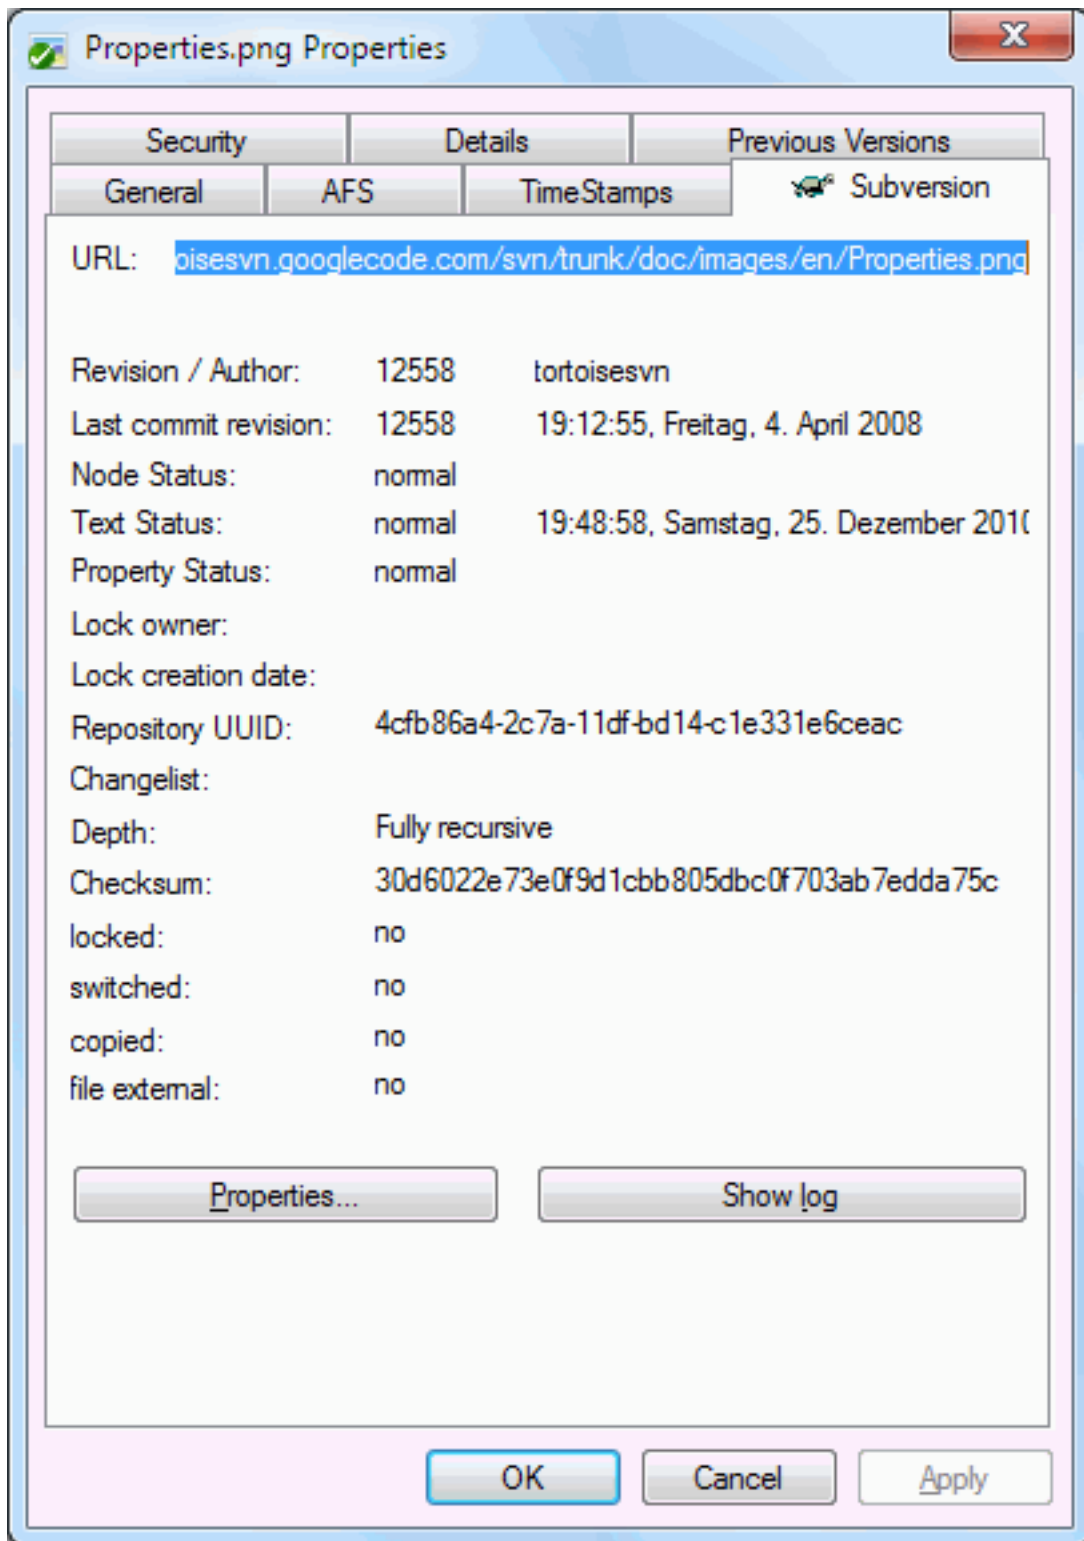 Properties.png Properties
Security Details Previous Versions
General AFS TimeStamps Subversion
URL: oisesvn.googlecode.com/svn/trunk/doc/images/en/Properties.png
Revision / Author: 12558 tortoisesvn
Last commit revision: 12558 19:12:55, Freitag, 4. April 2008
Node Status: normal
Text Status: normal 19:48:58, Samstag, 25. Dezember 2010
Property Status: normal
Lock owner:
Lock creation date:
Repository UUID: 4cfb86a4-2c7a-11df-bd14-c1e331e6ceac
Changelist:
Depth: Fully recursive
Checksum: 30d6022e73e0f9d1cbb805dbc0f703ab7edda75c
locked: no
switched: no
copied: no
file external: no
Properties... Show log
OK Cancel Apply